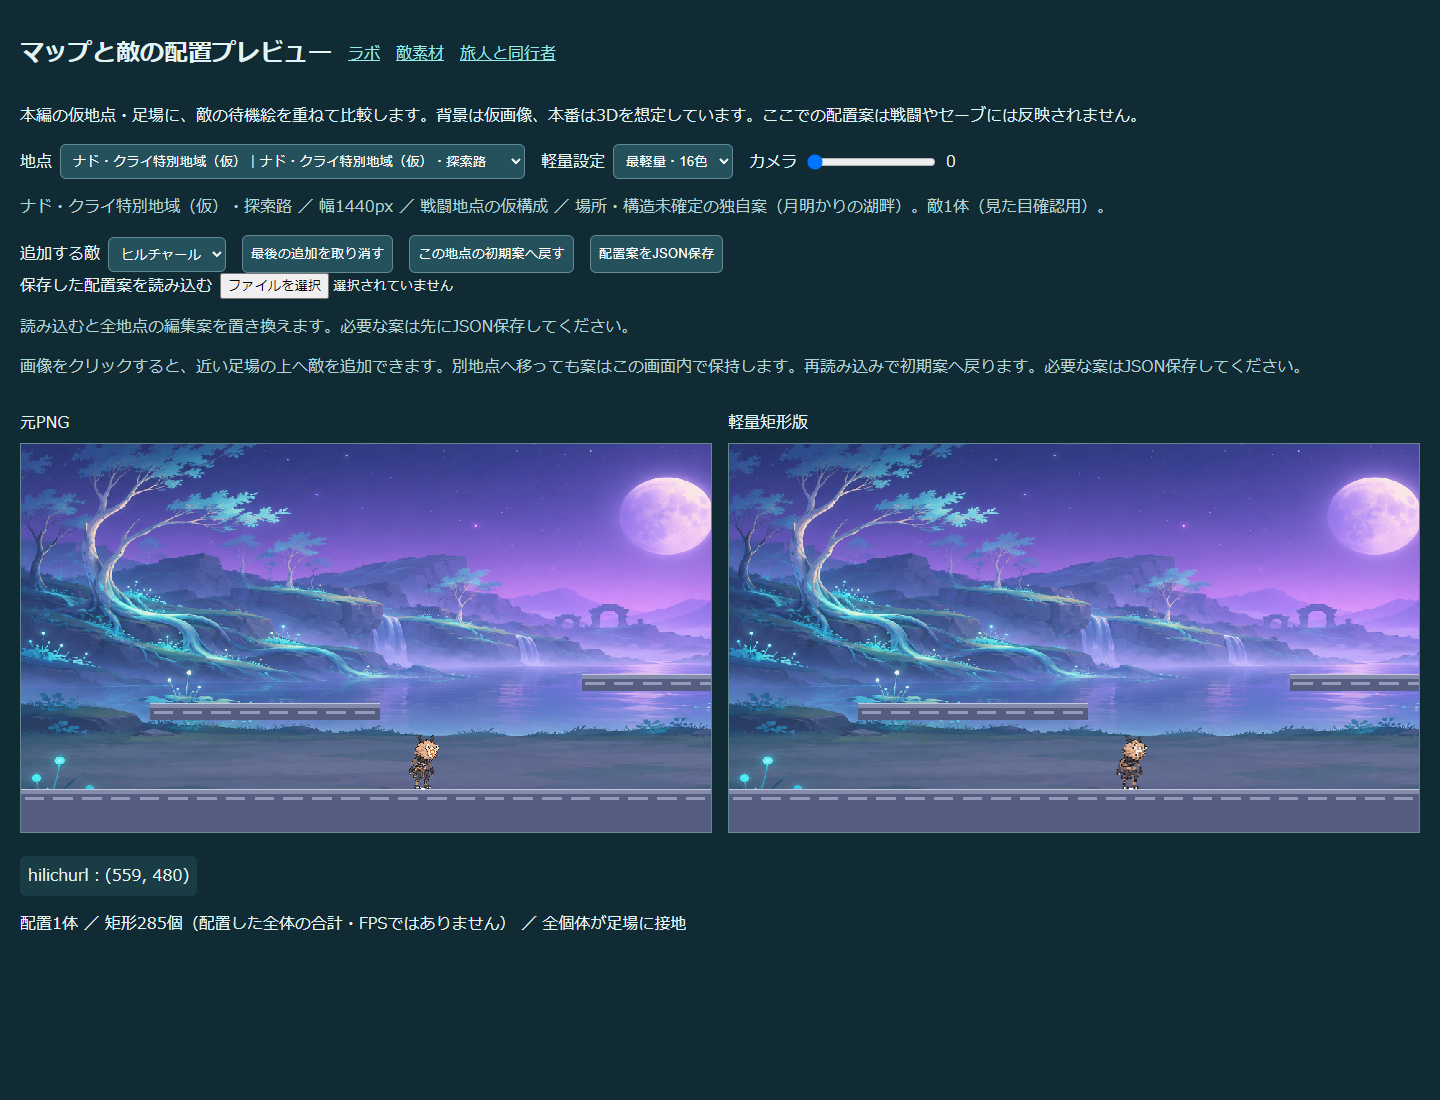 マップと敵の配置プレビュー ラボ 敵素材 旅人と同行者
本編の仮地点・足場に、敵の待機絵を重ねて比較します。背景は仮画像、本番は3Dを想定しています。ここでの配置案は戦闘やセーブには反映されません。
地点 ナド・クライ特別地域（仮）｜ナド・クライ特別地域（仮）・探索路 軽量設定 最軽量・16色 カメラ 0
ナド・クライ特別地域（仮）・探索路 ／ 幅1440px ／ 戦闘地点の仮構成 ／ 場所・構造未確定の独自案（月明かりの湖畔）。敵1体（見た目確認用）。
追加する敵 ヒルチャール 最後の追加を取り消す この地点の初期案へ戻す 配置案をJSON保存
保存した配置案を読み込む ファイルを選択 選択されていません
読み込むと全地点の編集案を置き換えます。必要な案は先にJSON保存してください。
画像をクリックすると、近い足場の上へ敵を追加できます。別地点へ移っても案はこの画面内で保持します。再読み込みで初期案へ戻ります。必要な案はJSON保存してください。
元PNG 軽量矩形版
hilichurl : (559, 480)
配置1体 ／ 矩形285個（配置した全体の合計・FPSではありません） ／ 全個体が足場に接地